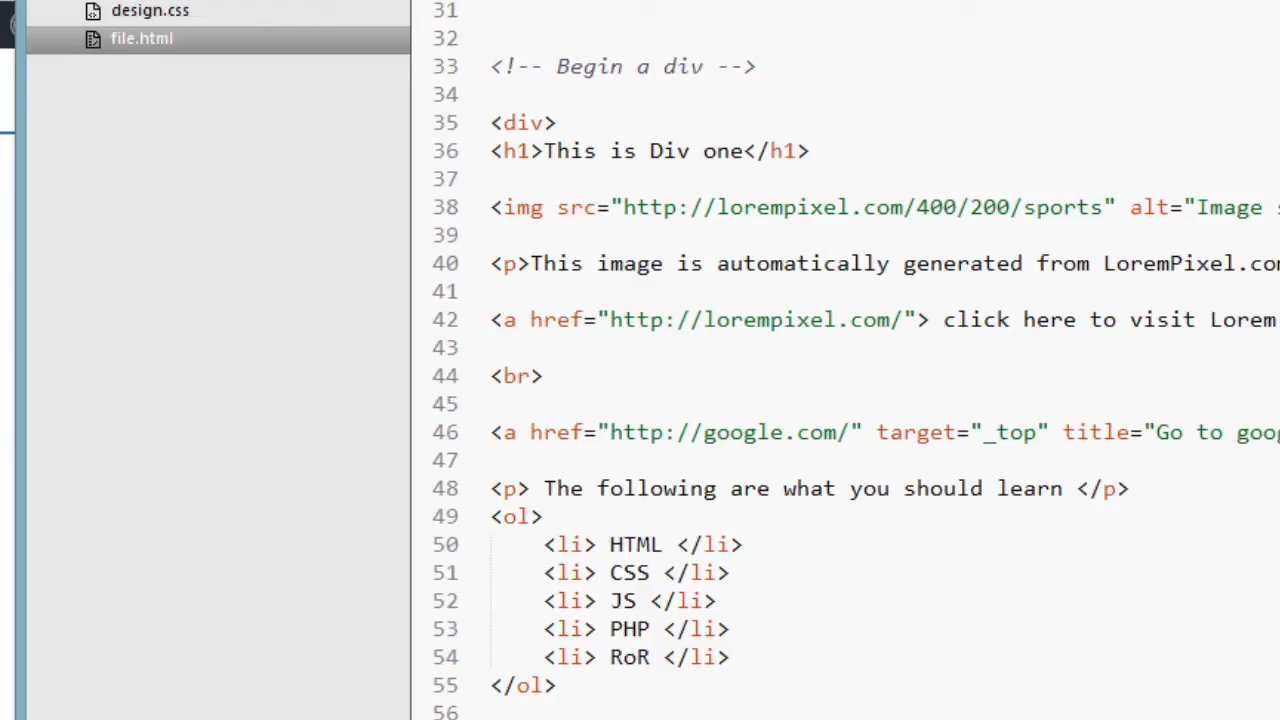 design.css
file.html
31
32
33 <!-- Begin a div -->
34
35 <div>
36 <h1>This is Div one</h1>
37
38 <img src="http://lorempixel.com/400/200/sports" alt="Image
39
40 <p>This image is automatically generated from LoremPixel.com
41
42 <a href="http://lorempixel.com/"> click here to visit Lorem
43
44 <br>
45
46 <a href="http://google.com/" target="_top" title="Go to goog
47
48 <p> The following are what you should learn </p>
49 <ol>
50 <li> HTML </li>
51 <li> CSS </li>
52 <li> JS </li>
53 <li> PHP </li>
54 <li> RoR </li>
55 </ol>
56